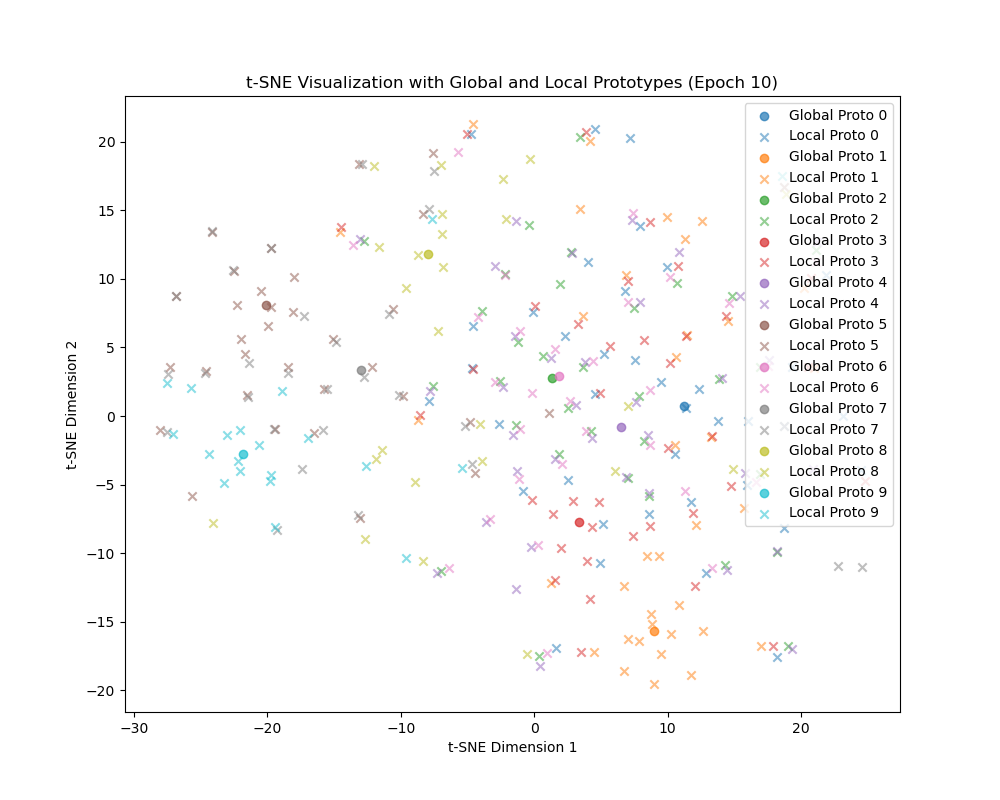 t-SNE Visualization with Global and Local Prototypes (Epoch 10)
Global Proto 0
Local Proto 0
Global Proto 1
Local Proto 1
Global Proto 2
Local Proto 2
Global Proto 3
Local Proto 3
Global Proto 4
Local Proto 4
Global Proto 5
Local Proto 5
Global Proto 6
Local Proto 6
Global Proto 7
Local Proto 7
Global Proto 8
Local Proto 8
Global Proto 9
Local Proto 9
t-SNE Dimension 2
20
15
10
5
0
−5
−10
−15
−20
−30
−20
−10
0
10
20
t-SNE Dimension 1